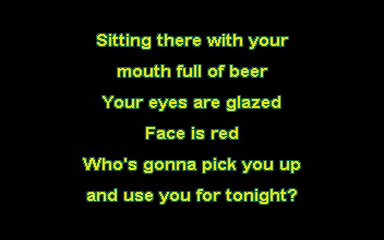 Sitting there with your
mouth full of beer
Your eyes are glazed
Face is red
Who's gonna pick you up
and use you for tonight?